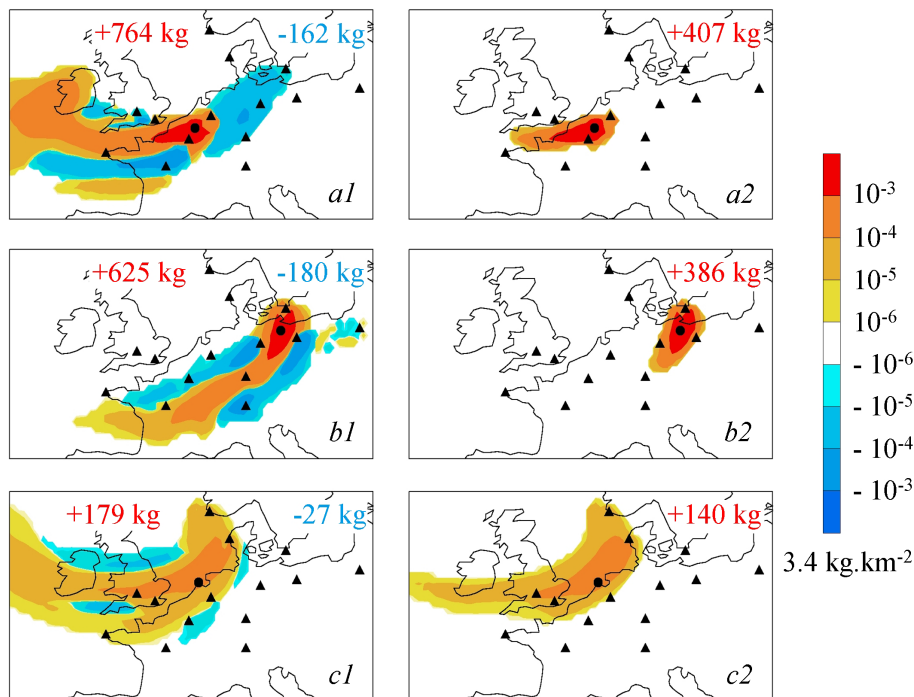 +764 kg
-162 kg
a1
+407 kg
a2
+625 kg
-180 kg
b1
+386 kg
b2
+179 kg
-27 kg
c1
+140 kg
c2
10-3
10-4
10-5
10-6
- 10-6
- 10-5
- 10-4
- 10-3
3.4 kg.km-2